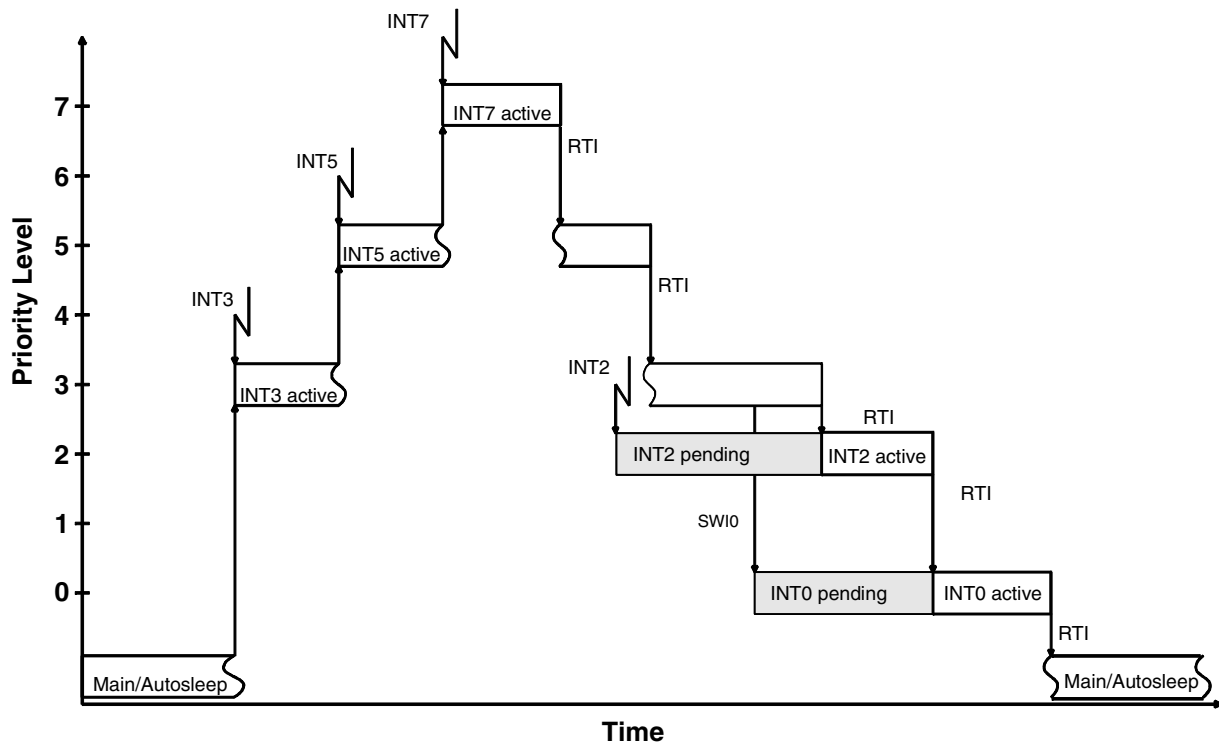 INT7
7
INT7 active
RTI
INT5
6
5
INT5 active
RTI
INT3
4
INT2
3
INT3 active
RTI
2
INT2 pending
INT2 active
RTI
1
SWI0
0
INT0 pending
INT0 active
RTI
Main/Autosleep
Main/Autosleep
Priority Level
Time